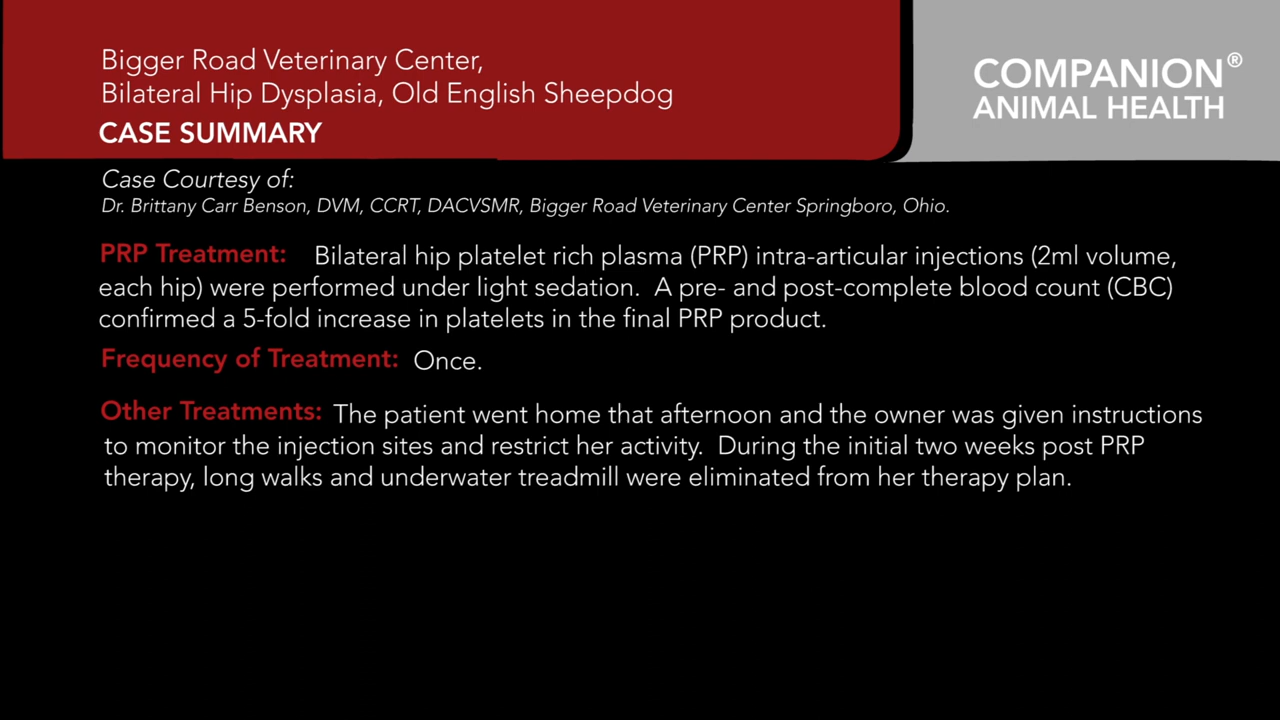 Bigger Road Veterinary Center,
Bilateral Hip Dysplasia, Old English Sheepdog
CASE SUMMARY
COMPANION®
ANIMAL HEALTH
Case Courtesy of:
Dr. Brittany Carr Benson, DVM, CCRT, DACVSMR, Bigger Road Veterinary Center Springboro, Ohio.
PRP Treatment: Bilateral hip platelet rich plasma (PRP) intra-articular injections (2ml volume,
each hip) were performed under light sedation. A pre- and post-complete blood count (CBC)
confirmed a 5-fold increase in platelets in the final PRP product.
Frequency of Treatment: Once.
Other Treatments: The patient went home that afternoon and the owner was given instructions
to monitor the injection sites and restrict her activity. During the initial two weeks post PRP
therapy, long walks and underwater treadmill were eliminated from her therapy plan.